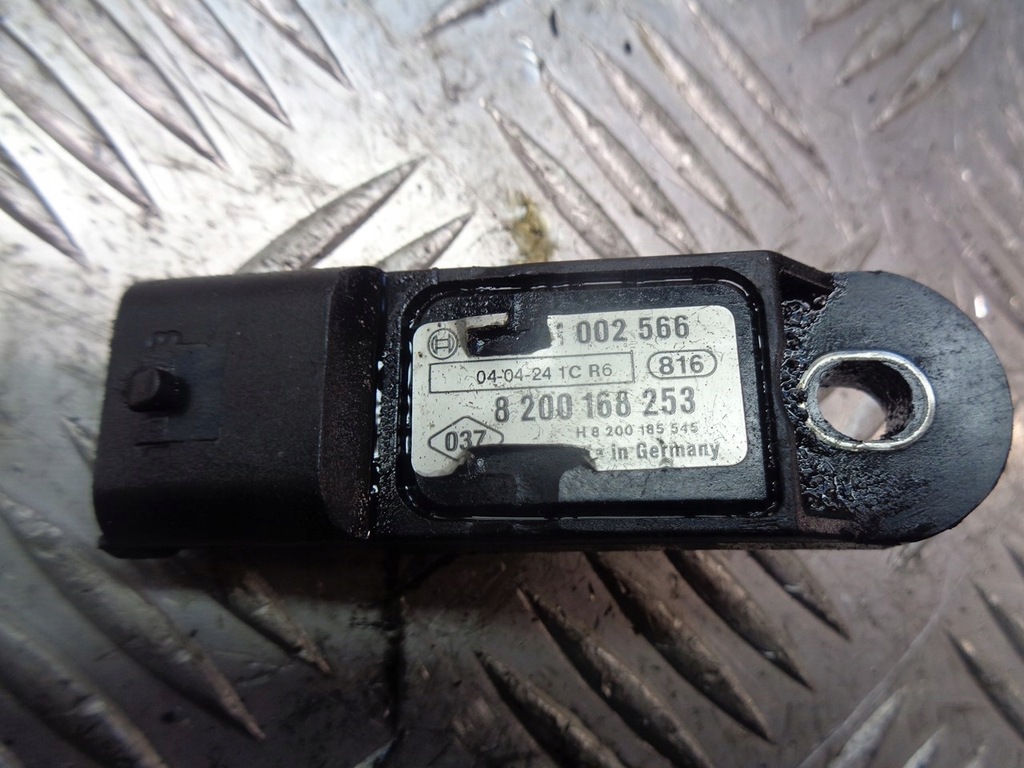 002 566
04-04-24 1C R6
816
8 200 168 253
037
H 8 200 185 545
in Germany